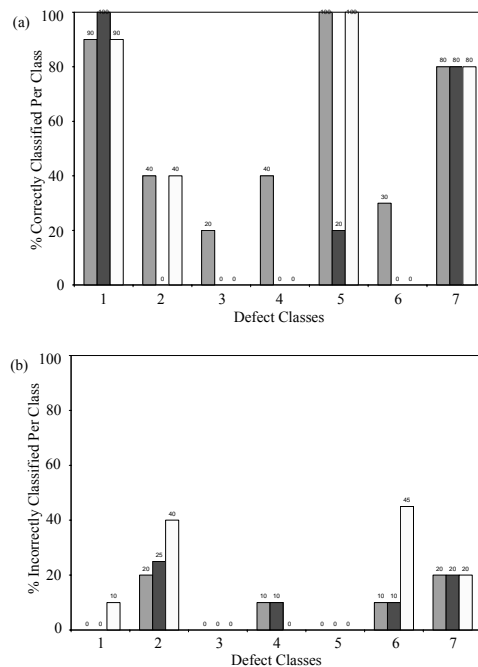 (a)
% Correctly Classified Per Class
100
80
60
40
20
0
90 100 90
40 0 40
20 0 0
40 0 0
100 20 100
30 0 0
80 80 80
1 2 3 4 5 6 7
Defect Classes
(b)
% Incorrectly Classified Per Class
100
80
60
40
20
0
0 0 10
20 25 40
0 0 0
10 10 0
0 0 0
10 10 45
20 20 20
1 2 3 4 5 6 7
Defect Classes